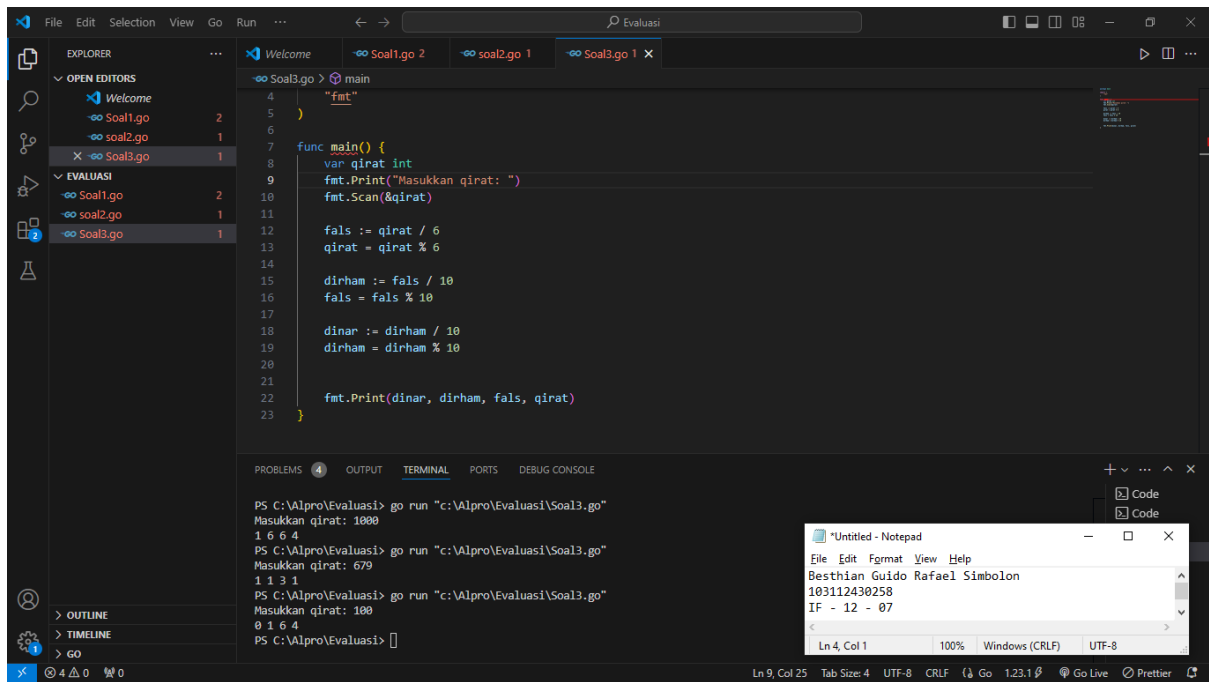 File Edit Selection View Go Run ··· ← → Evaluasi
EXPLORER ···
OPEN EDITORS
Welcome
Soal1.go 2
soal2.go 1
Soal3.go 1
EVALUASI
Soal1.go 2
soal2.go 1
Soal3.go 1
OUTLINE
TIMELINE
GO
Welcome Soal1.go 2 soal2.go 1 Soal3.go 1
Soal3.go > main
4 "fmt"
5 )
6
7 func main() {
8 var qirat int
9 fmt.Print("Masukkan qirat: ")
10 fmt.Scan(&qirat)
11
12 fals := qirat / 6
13 qirat = qirat % 6
14
15 dirham := fals / 10
16 fals = fals % 10
17
18 dinar := dirham / 10
19 dirham = dirham % 10
20
21
22 fmt.Print(dinar, dirham, fals, qirat)
23 }
PROBLEMS 4 OUTPUT TERMINAL PORTS DEBUG CONSOLE
PS C:\Alpro\Evaluasi> go run "c:\Alpro\Evaluasi\Soal3.go"
Masukkan qirat: 1000
1 6 6 4
PS C:\Alpro\Evaluasi> go run "c:\Alpro\Evaluasi\Soal3.go"
Masukkan qirat: 679
1 1 3 1
PS C:\Alpro\Evaluasi> go run "c:\Alpro\Evaluasi\Soal3.go"
Masukkan qirat: 100
0 1 6 4
PS C:\Alpro\Evaluasi>
Code
Code
*Untitled - Notepad
File Edit Format View Help
Besthian Guido Rafael Simbolon
103112430258
IF - 12 - 07
Ln 4, Col 1 100% Windows (CRLF) UTF-8
2
1
4 0 0 Ln 9, Col 25 Tab Size: 4 UTF-8 CRLF Go 1.23.1 Go Live Prettier